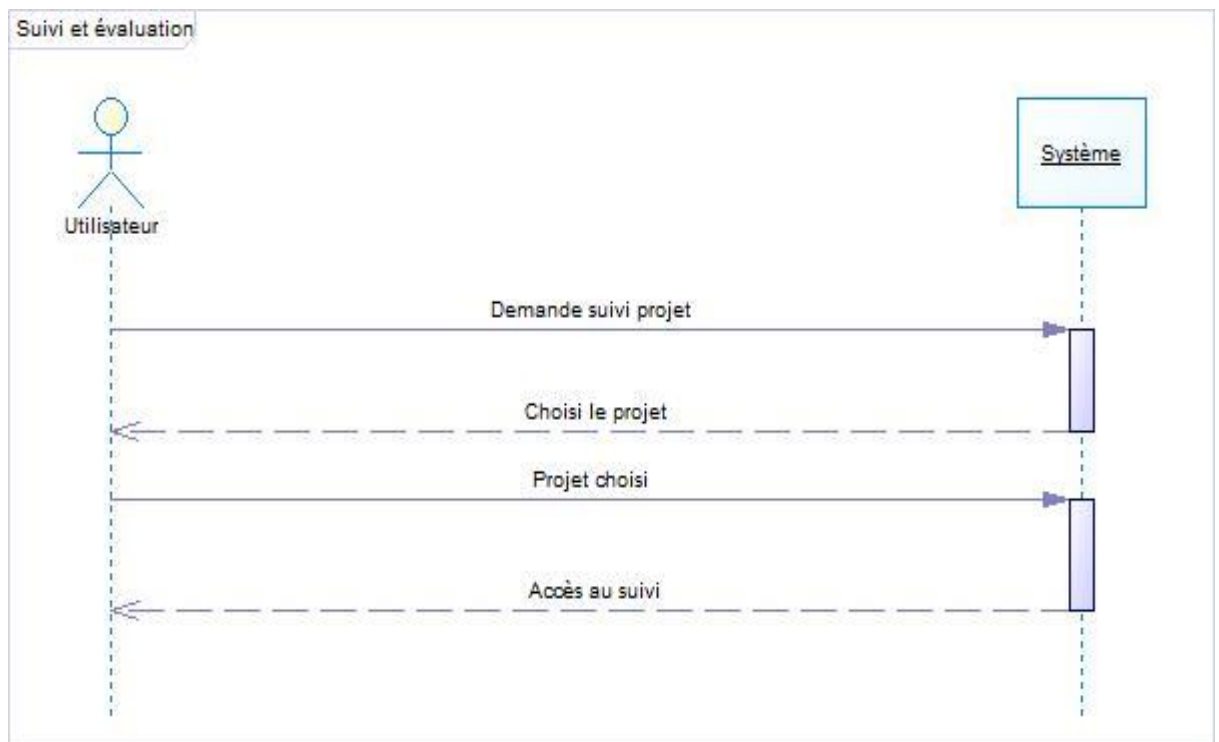 Suivi et évaluation
Utilisateur
Système
Demande suivi projet
Choisi le projet
Projet choisi
Accès au suivi